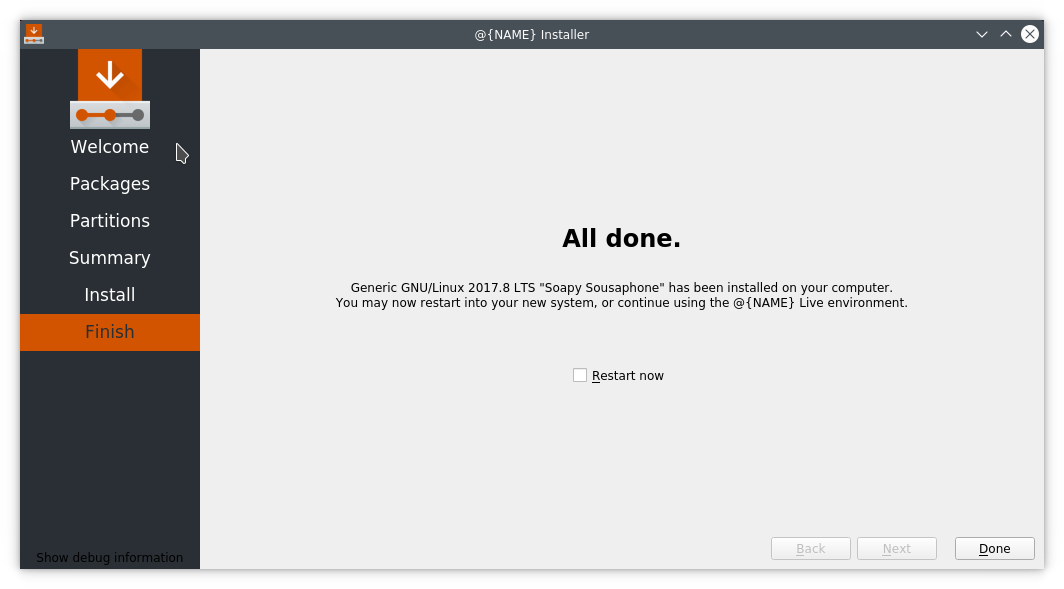 @{NAME} Installer
Welcome
Packages
Partitions
Summary
Install
Finish
Show debug information
All done.
Generic GNU/Linux 2017.8 LTS "Soapy Sousaphone" has been installed on your computer.
You may now restart into your new system, or continue using the @{NAME} Live environment.
Restart now
Back
Next
Done